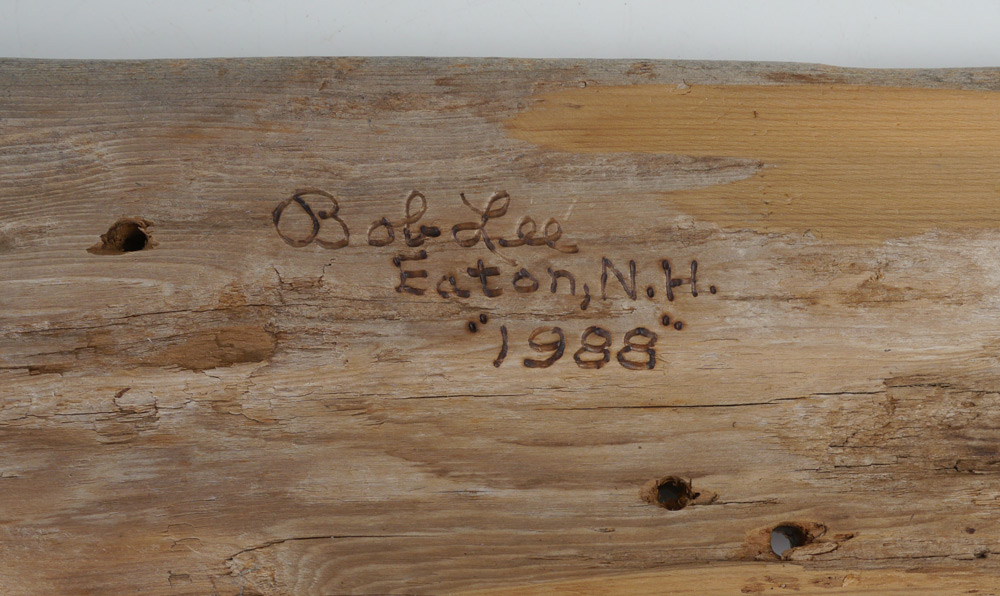 Bob Lee
Eaton, N.H.
"1988"